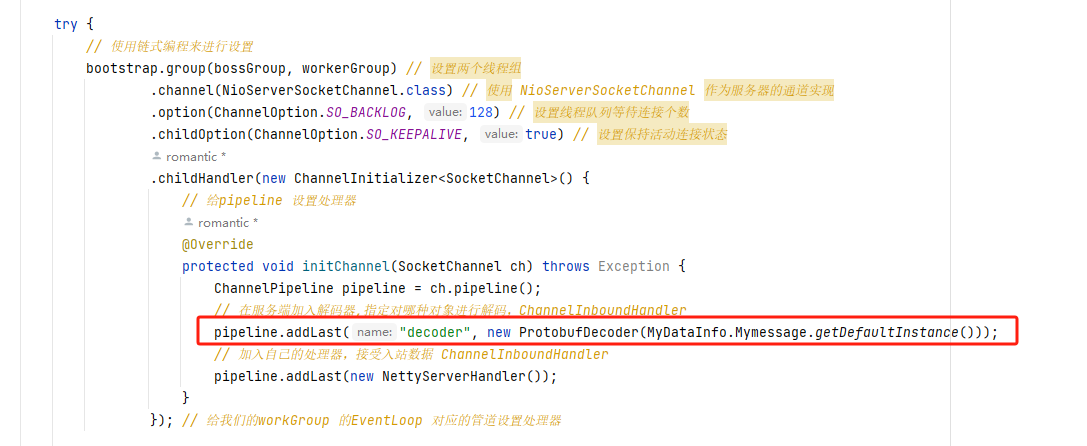 try {
// 使用链式编程来进行设置
bootstrap.group(bossGroup, workerGroup) // 设置两个线程组
.channel(NioServerSocketChannel.class) // 使用 NioServerSocketChannel 作为服务器的通道实现
.option(ChannelOption.SO_BACKLOG, value: 128) // 设置线程队列等待连接个数
.childOption(ChannelOption.SO_KEEPALIVE, value: true) // 设置保持活动连接状态
romantic *
.childHandler(new ChannelInitializer<SocketChannel>() {
// 给pipeline 设置处理器
romantic *
@Override
protected void initChannel(SocketChannel ch) throws Exception {
ChannelPipeline pipeline = ch.pipeline();
// 在服务端加入解码器,指定对哪种对象进行解码，ChannelInboundHandler
pipeline.addLast( name: "decoder", new ProtobufDecoder(MyDataInfo.Mymessage.getDefaultInstance()));
// 加入自己的处理器，接受入站数据 ChannelInboundHandler
pipeline.addLast(new NettyServerHandler());
}
}); // 给我们的workGroup 的EventLoop 对应的管道设置处理器